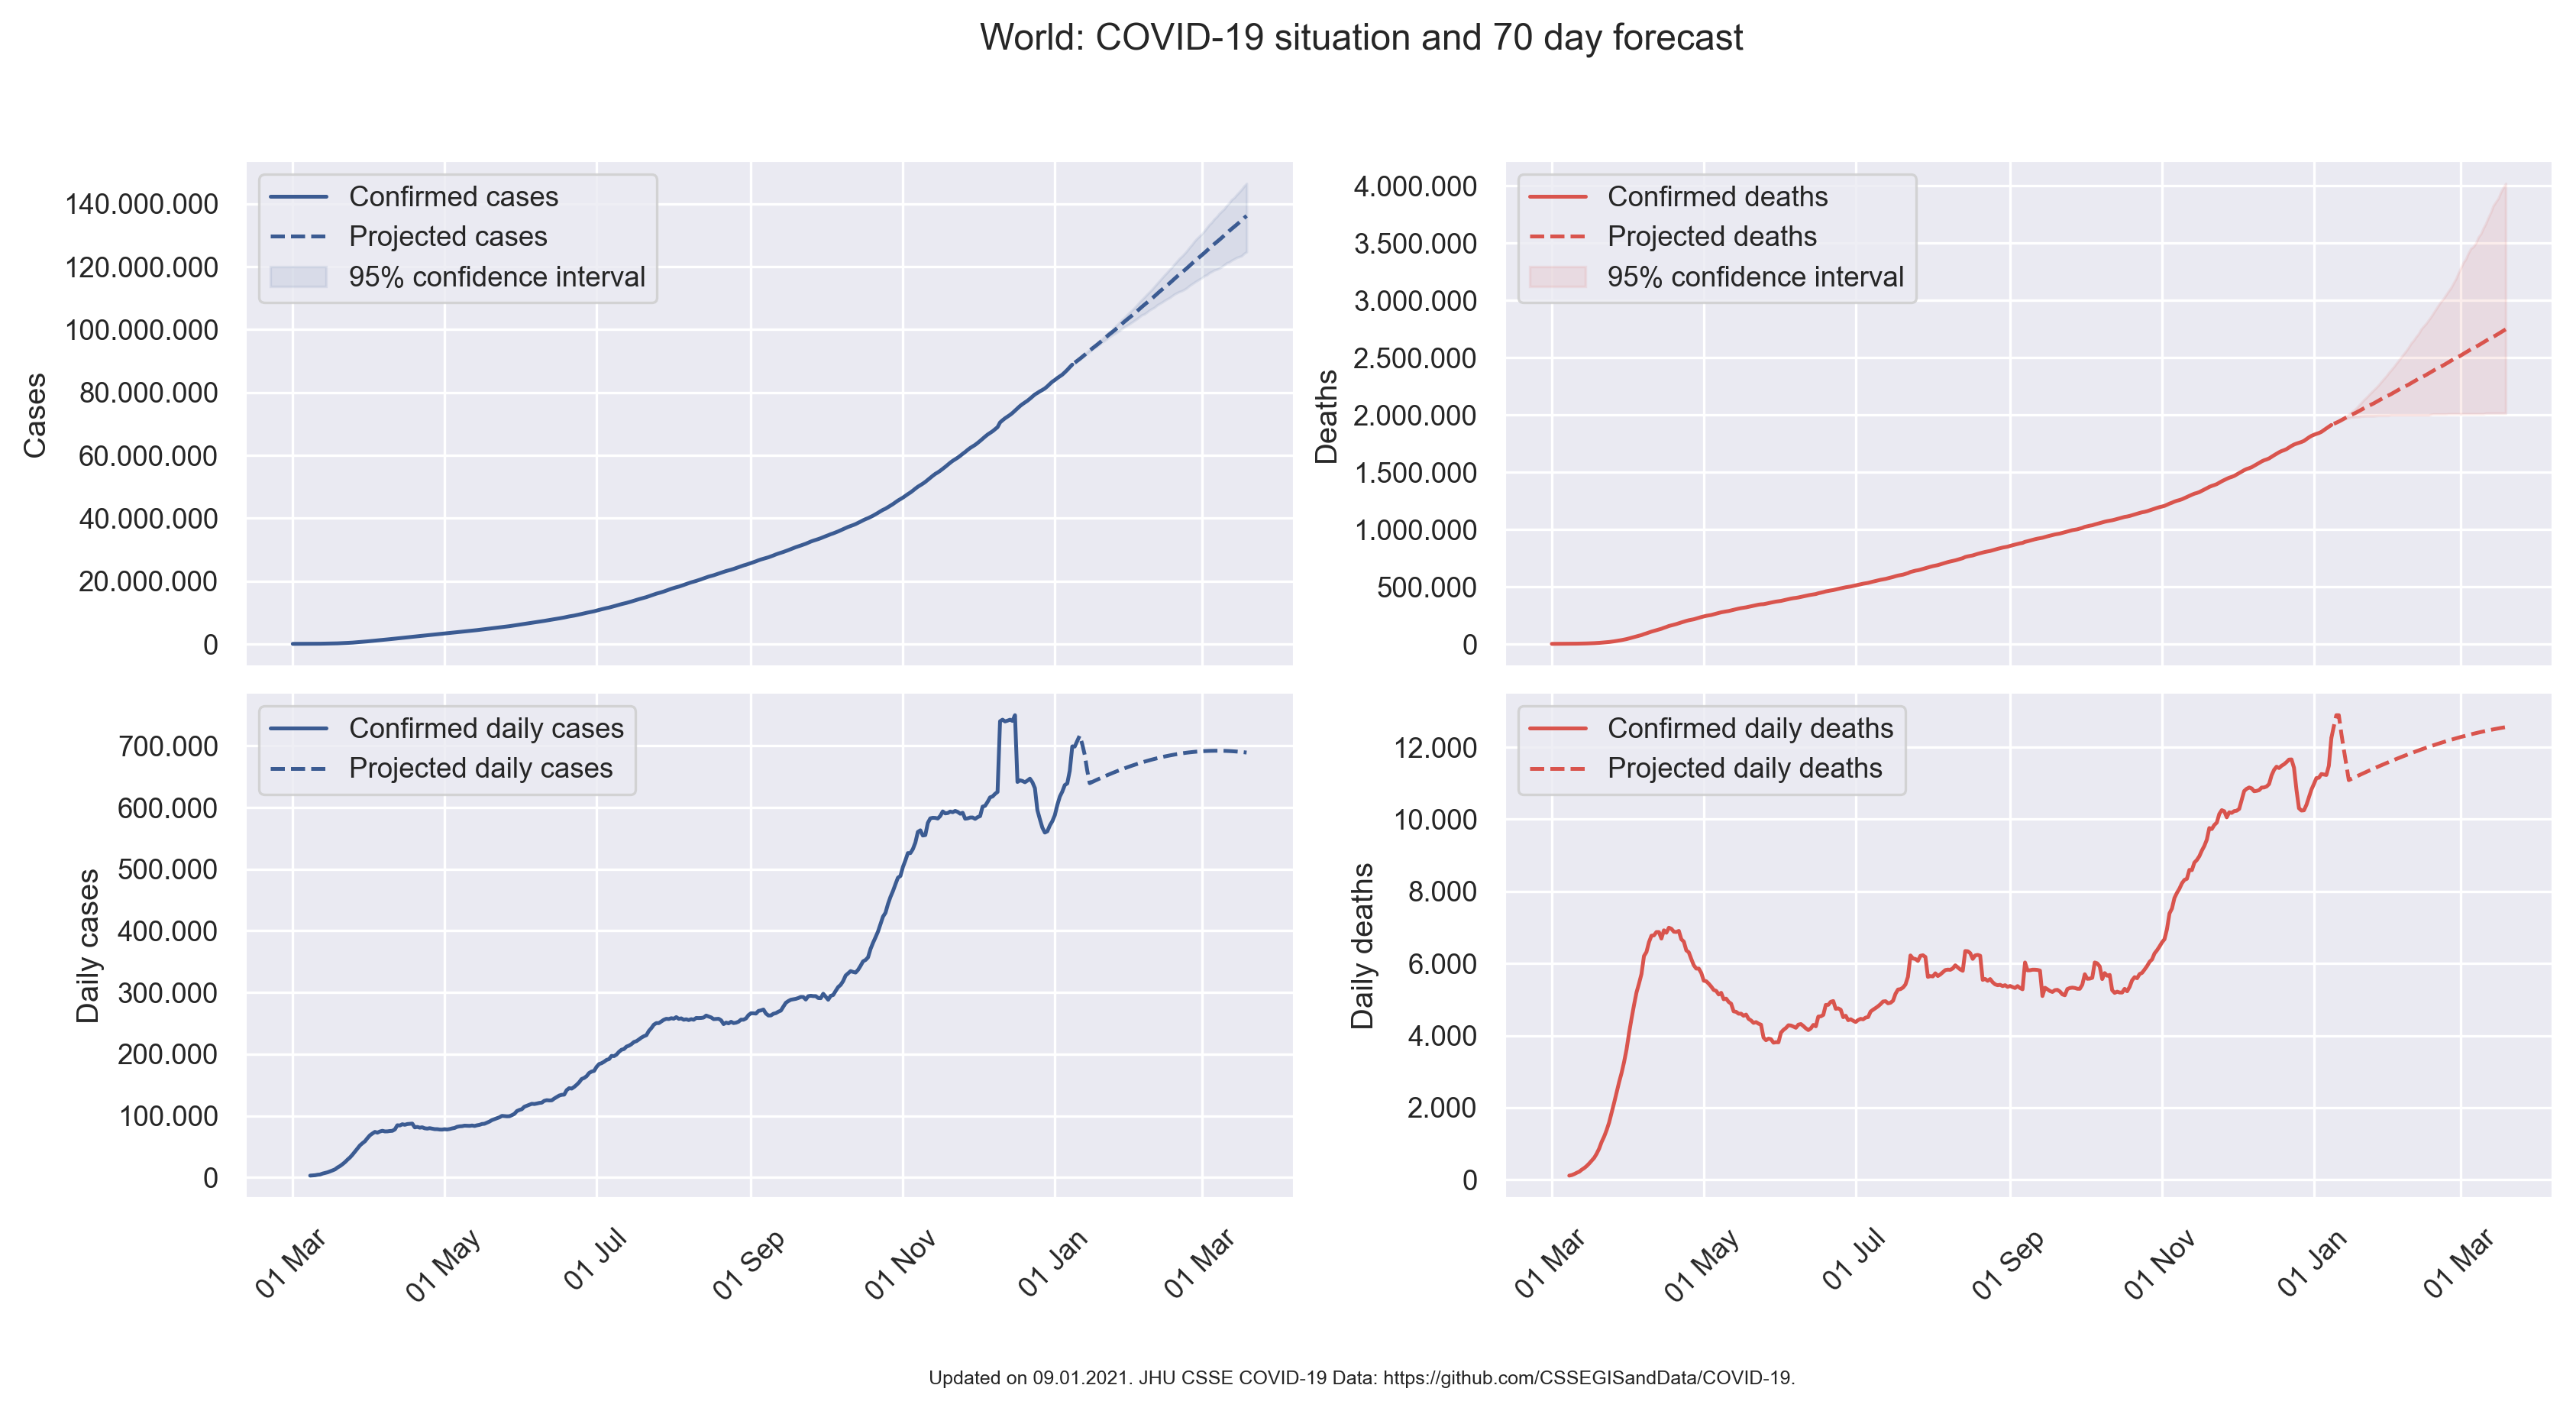 World: COVID-19 situation and 70 day forecast
Cases
140.000.000
120.000.000
100.000.000
80.000.000
60.000.000
40.000.000
20.000.000
0
Confirmed cases
Projected cases
95% confidence interval
Deaths
4.000.000
3.500.000
3.000.000
2.500.000
2.000.000
1.500.000
1.000.000
500.000
0
Confirmed deaths
Projected deaths
95% confidence interval
Daily cases
700.000
600.000
500.000
400.000
300.000
200.000
100.000
0
Confirmed daily cases
Projected daily cases
01 Mar
01 May
01 Jul
01 Sep
01 Nov
01 Jan
01 Mar
Daily deaths
12.000
10.000
8.000
6.000
4.000
2.000
0
Confirmed daily deaths
Projected daily deaths
01 Mar
01 May
01 Jul
01 Sep
01 Nov
01 Jan
01 Mar
Updated on 09.01.2021. JHU CSSE COVID-19 Data: https://github.com/CSSEGISandData/COVID-19.